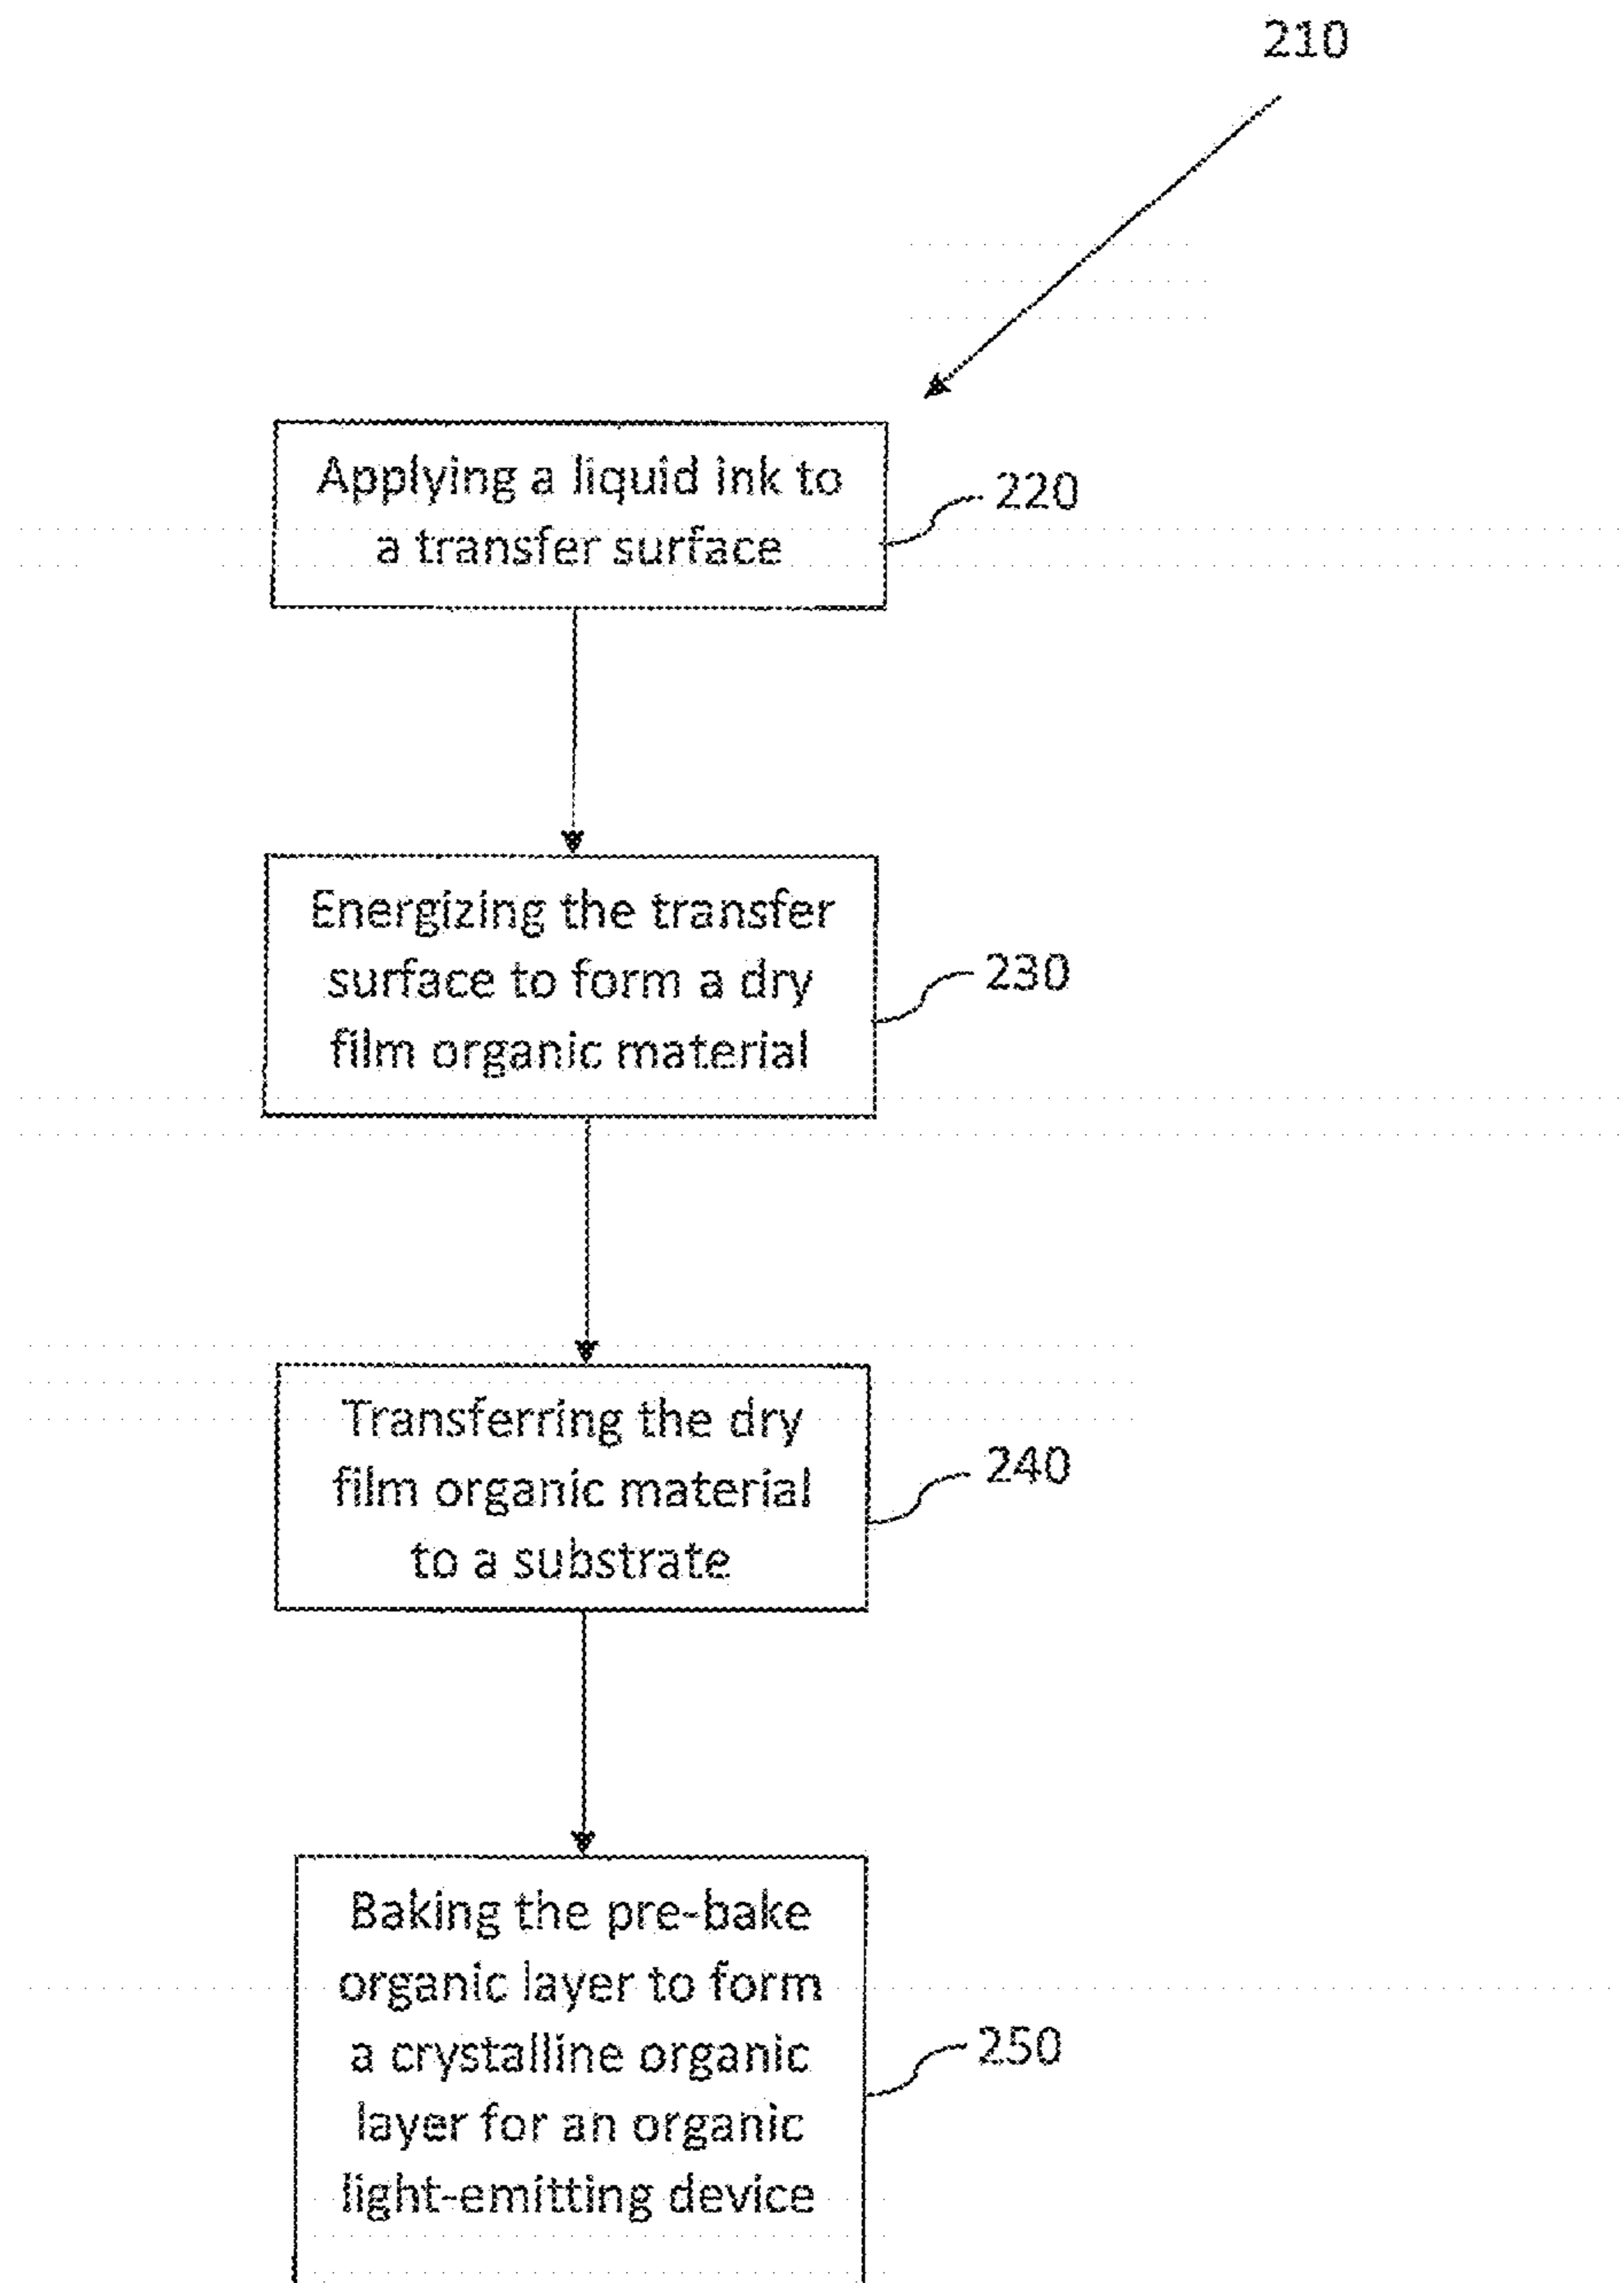 210
Applying a liquid ink to
a transfer surface
220
Energizing the transfer
surface to form a dry
film organic material
230
Transferring the dry
film organic material
to a substrate
240
Baking the pre-bake
organic layer to form
a crystalline organic
layer for an organic
light-emitting device
250